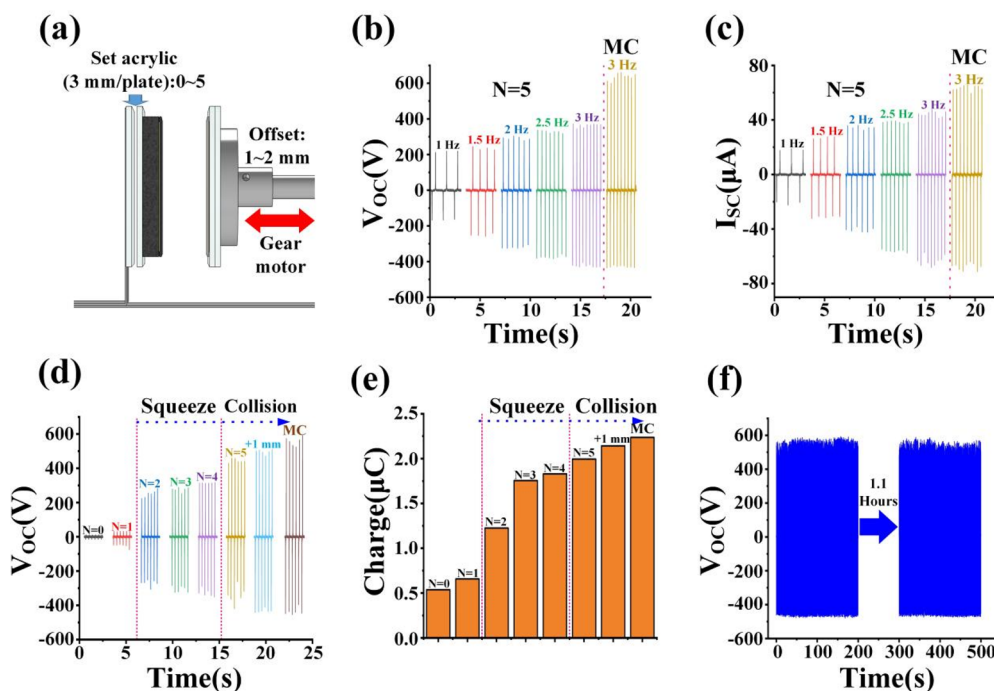 (a)
Set acrylic
(3 mm/plate):0~5
Offset:
1~2 mm
Gear
motor
(b)
MC
600
400
200
0
-200
-400
-600
V_OC(V)
N=5
1 Hz
1.5 Hz
2 Hz
2.5 Hz
3 Hz
3 Hz
0 5 10 15 20
Time(s)
(c)
MC
80
40
0
-40
-80
I_SC(μA)
N=5
1 Hz
1.5 Hz
2 Hz
2.5 Hz
3 Hz
3 Hz
0 5 10 15 20
Time(s)
(d)
Squeeze Collision
600
400
200
0
-200
-400
-600
V_OC(V)
N=0
N=1
N=2
N=3
N=4
N=5
+1 mm
MC
0 5 10 15 20 25
Time(s)
(e)
Squeeze Collision
2.5
2.0
1.5
1.0
0.5
0.0
Charge(μC)
N=0
N=1
N=2
N=3
N=4
N=5
+1 mm
MC
(f)
600
400
200
0
-200
-400
-600
V_OC(V)
1.1
Hours
0 100 200 300 400 500
Time(s)